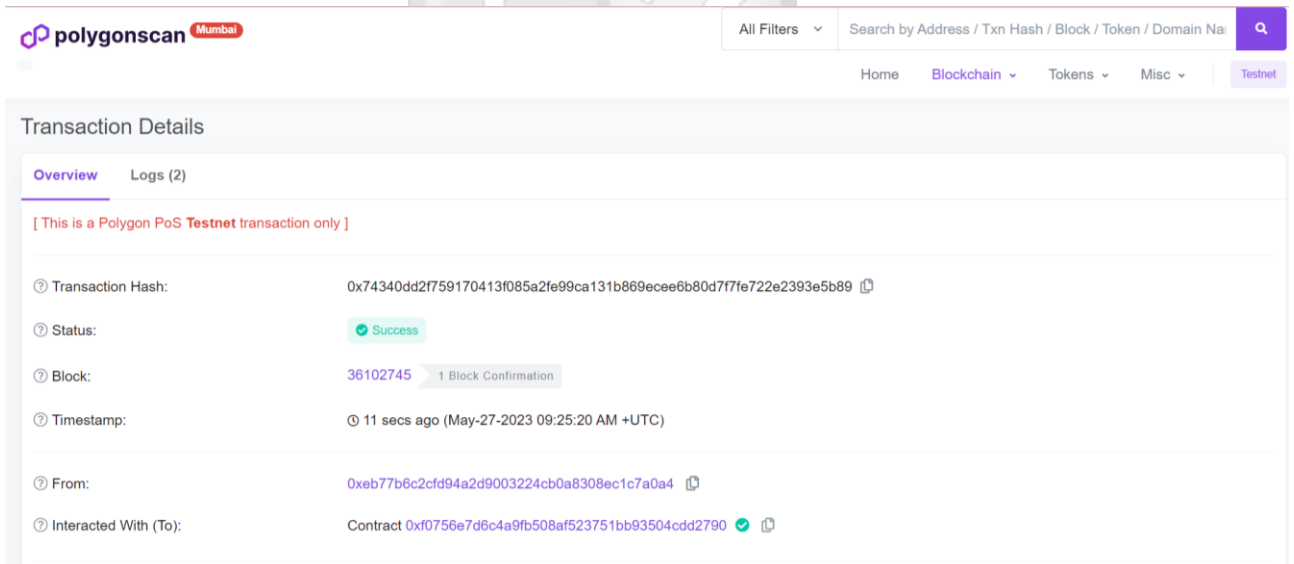 polygonscan Mumbai
All Filters
Search by Address / Txn Hash / Block / Token / Domain Na
Home Blockchain Tokens Misc Testnet
Transaction Details
Overview Logs (2)
[ This is a Polygon PoS Testnet transaction only ]
Transaction Hash: 0x74340dd2f759170413f085a2fe99ca131b869ecee6b80d7f7fe722e2393e5b89
Status: Success
Block: 36102745 1 Block Confirmation
Timestamp: 11 secs ago (May-27-2023 09:25:20 AM +UTC)
From: 0xeb77b6c2cfd94a2d9003224cb0a8308ec1c7a0a4
Interacted With (To): Contract 0xf0756e7d6c4a9fb508af523751bb93504cdd2790